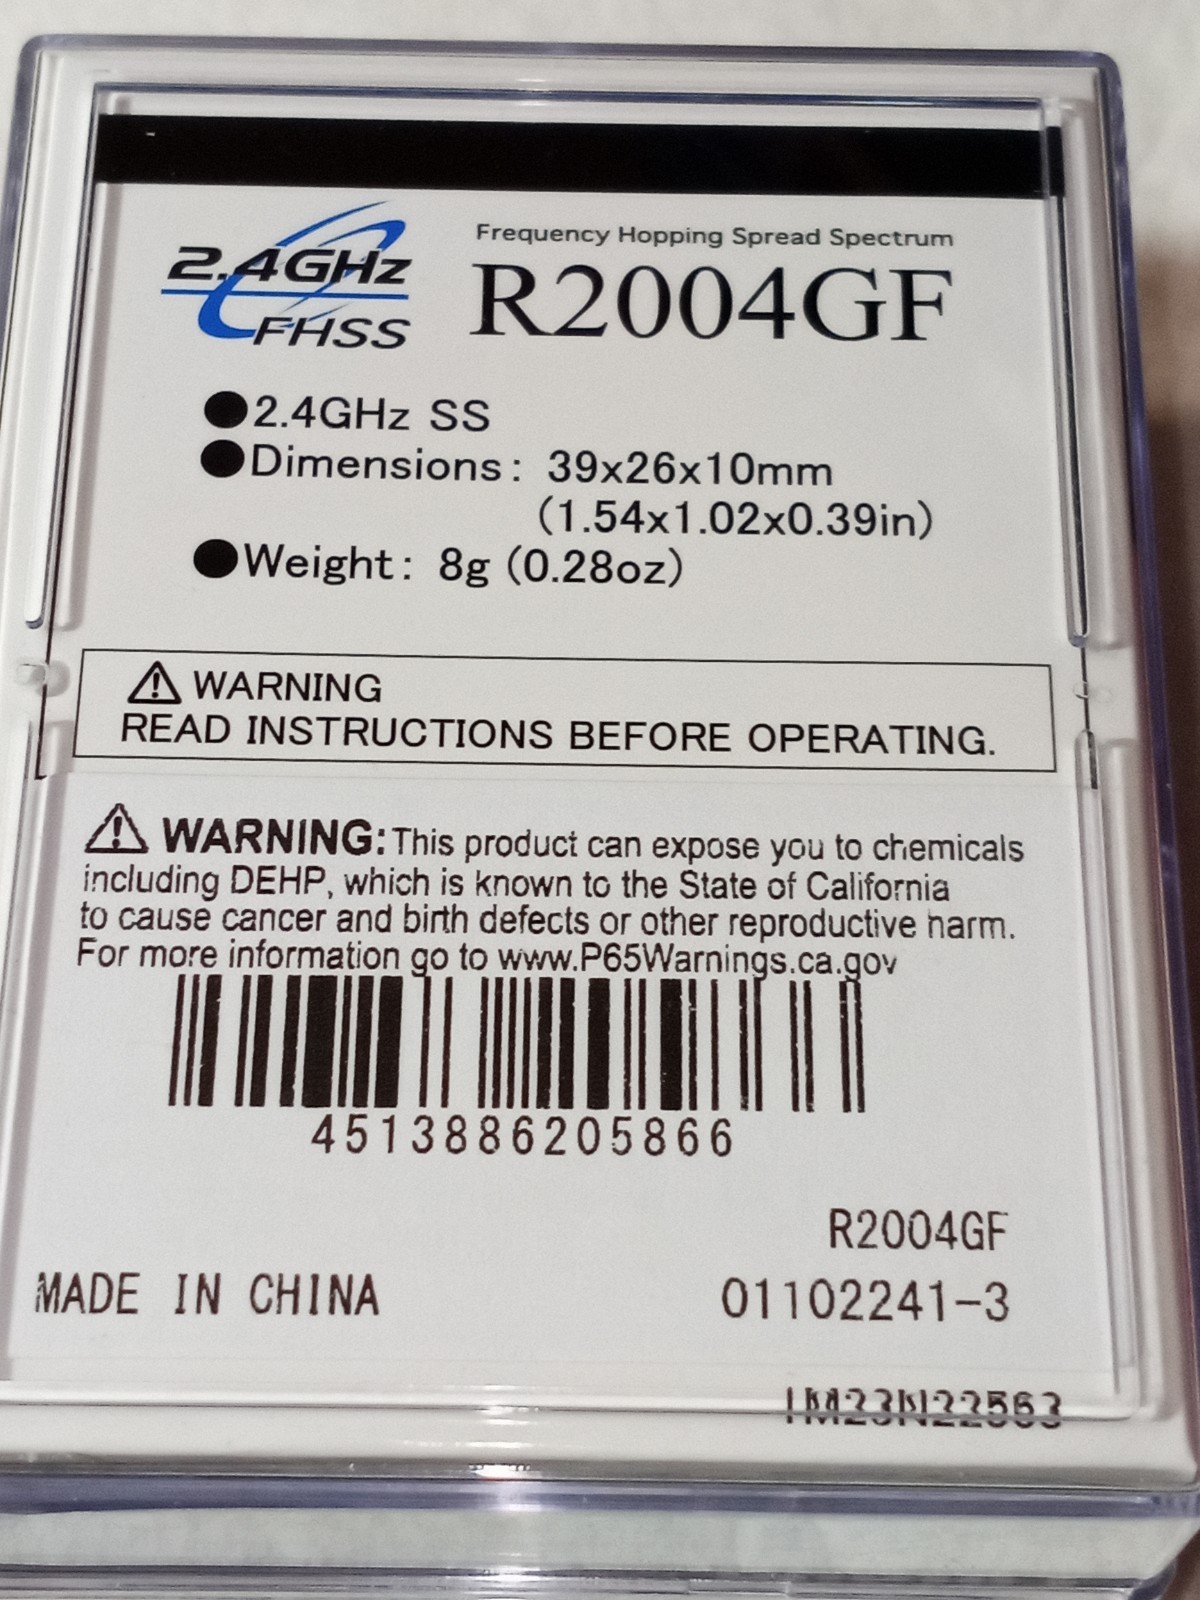 2.4GHz
FHSS
Frequency Hopping Spread Spectrum
R2004GF
●2.4GHz SS
●Dimensions: 39x26x10mm
(1.54x1.02x0.39in)
●Weight: 8g (0.28oz)
⚠ WARNING
READ INSTRUCTIONS BEFORE OPERATING.
⚠ WARNING: This product can expose you to chemicals
including DEHP, which is known to the State of California
to cause cancer and birth defects or other reproductive harm.
For more information go to www.P65Warnings.ca.gov
4513886205866
R2004GF
MADE IN CHINA
01102241-3